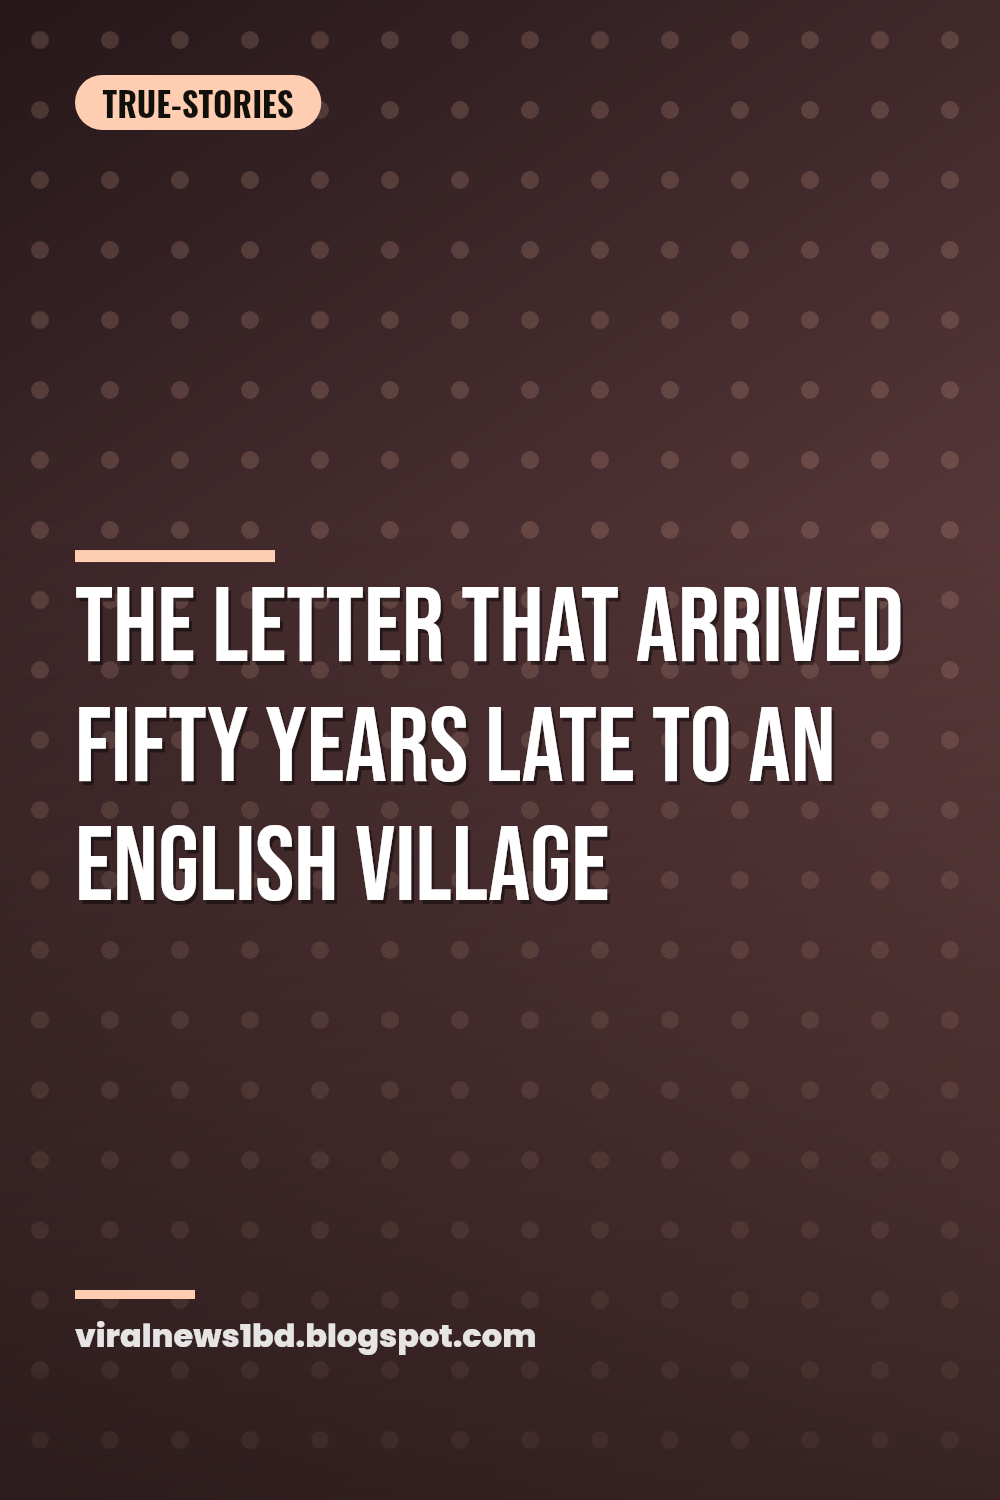 TRUE-STORIES
THE LETTER THAT ARRIVED
FIFTY YEARS LATE TO AN
ENGLISH VILLAGE
viralnews1bd.blogspot.com